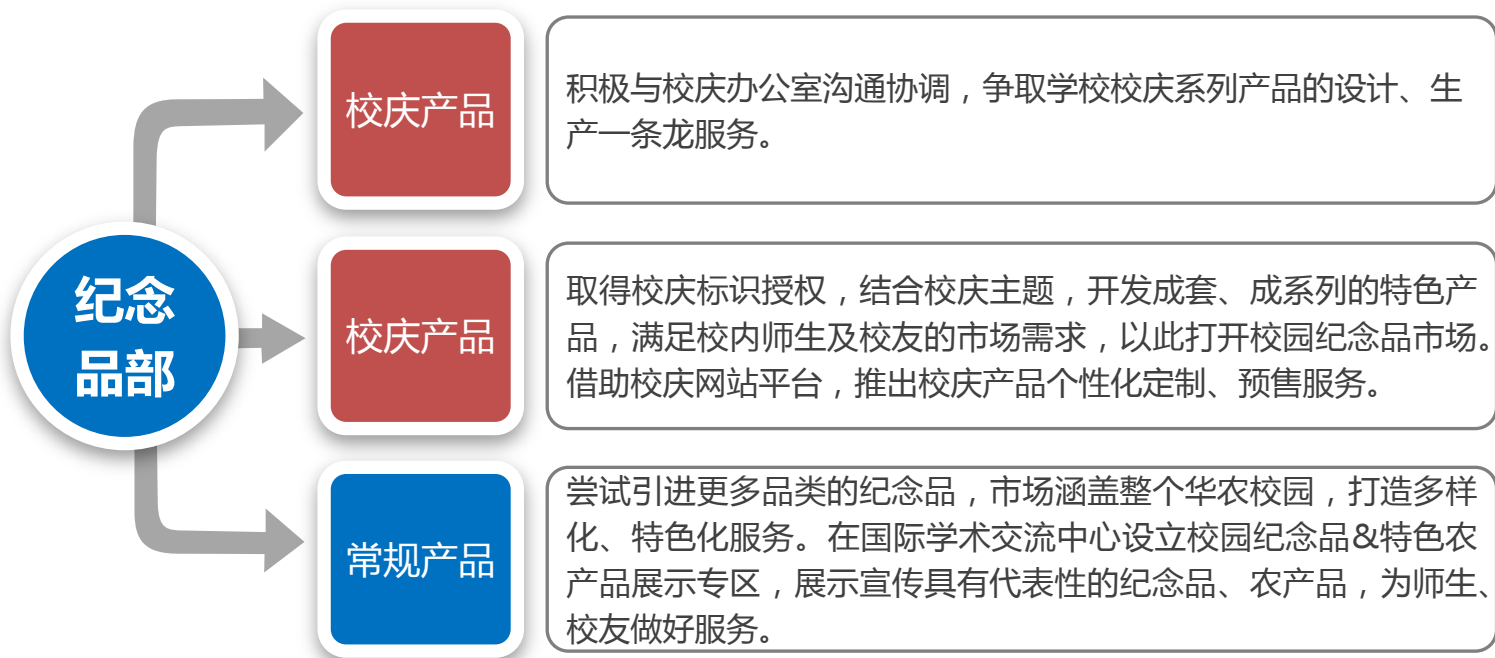 校庆产品
积极与校庆办公室沟通协调，争取学校校庆系列产品的设计、生
产一条龙服务。
纪念
品部
校庆产品
取得校庆标识授权，结合校庆主题，开发成套、成系列的特色产
品，满足校内师生及校友的市场需求，以此打开校园纪念品市场。
借助校庆网站平台，推出校庆产品个性化定制、预售服务。
常规产品
尝试引进更多品类的纪念品，市场涵盖整个华农校园，打造多样
化、特色化服务。在国际学术交流中心设立校园纪念品&特色农
产品展示专区，展示宣传具有代表性的纪念品、农产品，为师生、
校友做好服务。